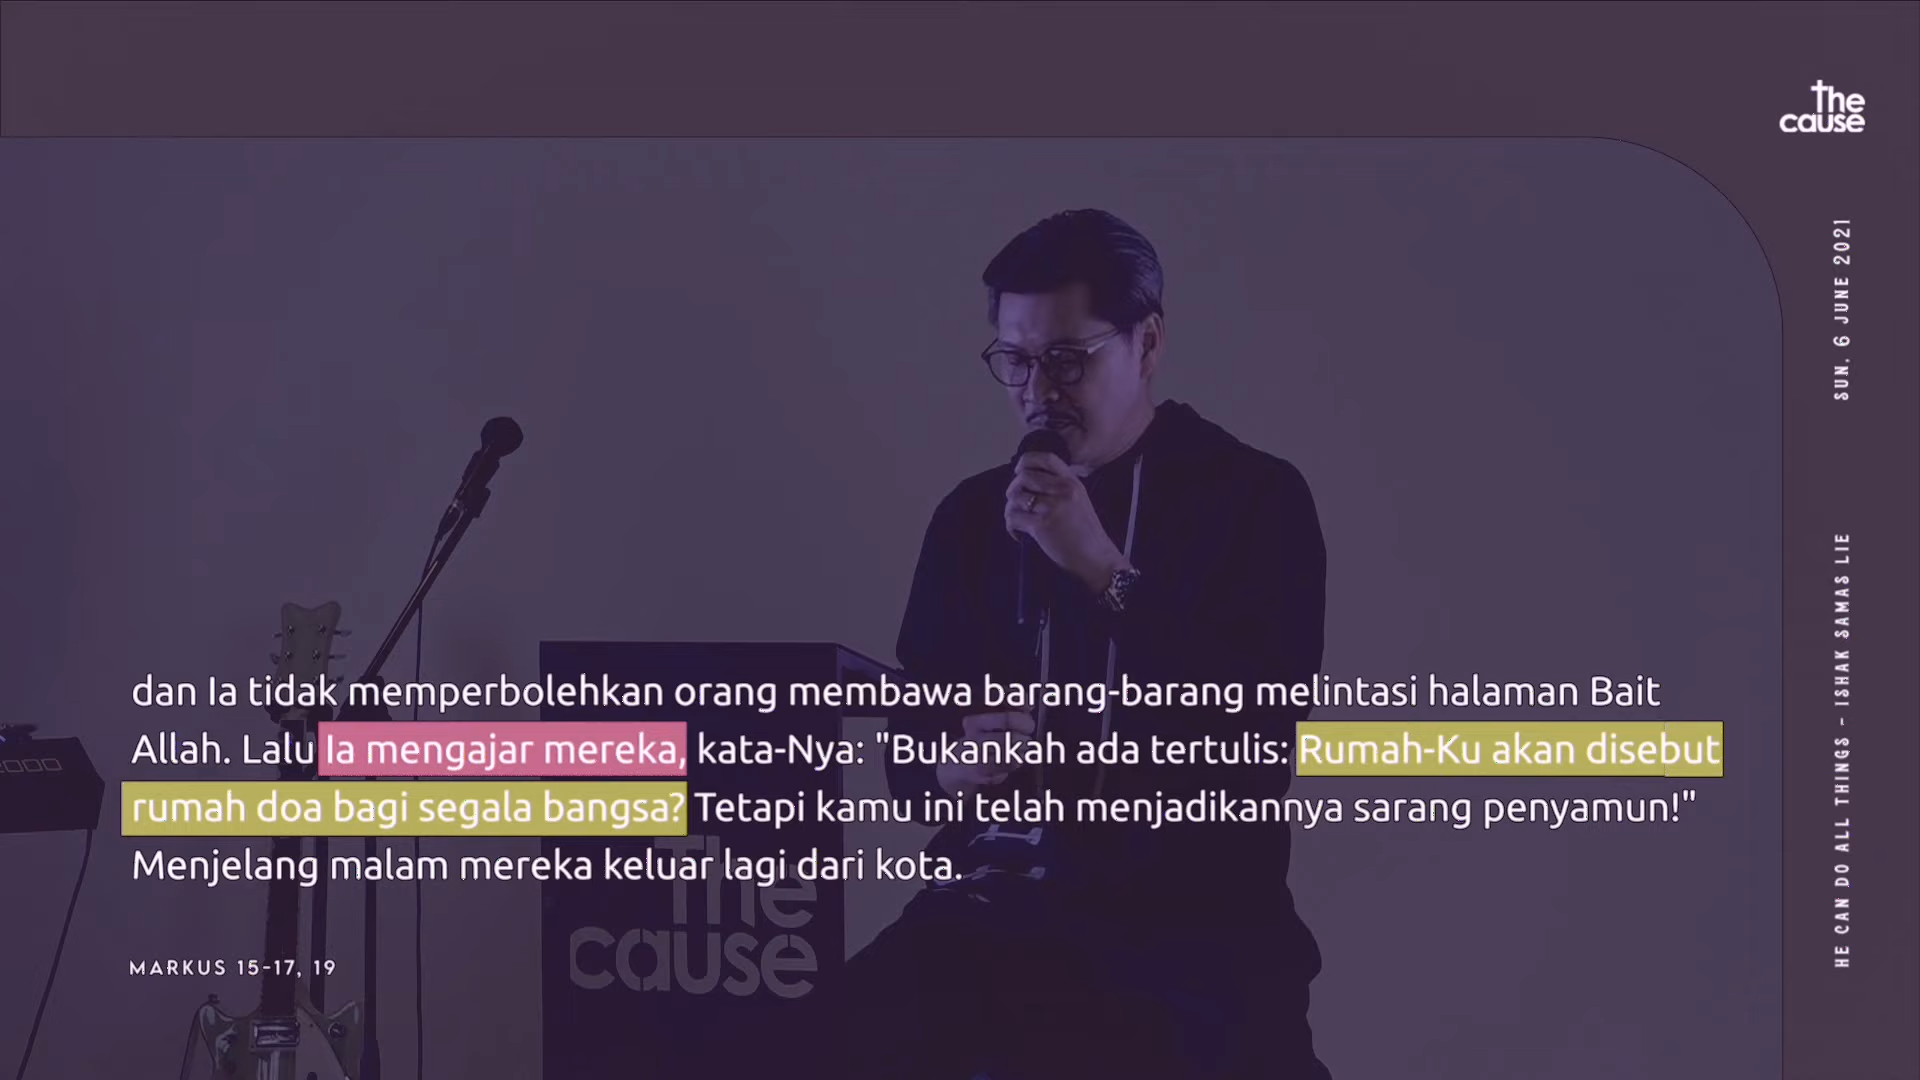 the
cause
SUN. 6 JUNE 2021
HE CAN DO ALL THINGS - ISHAK SAMAS LIE
dan Ia tidak memperbolehkan orang membawa barang-barang melintasi halaman Bait
Allah. Lalu Ia mengajar mereka, kata-Nya: "Bukankah ada tertulis: Rumah-Ku akan disebut
rumah doa bagi segala bangsa? Tetapi kamu ini telah menjadikannya sarang penyamun!"
Menjelang malam mereka keluar lagi dari kota.
The
cause
MARKUS 15-17, 19